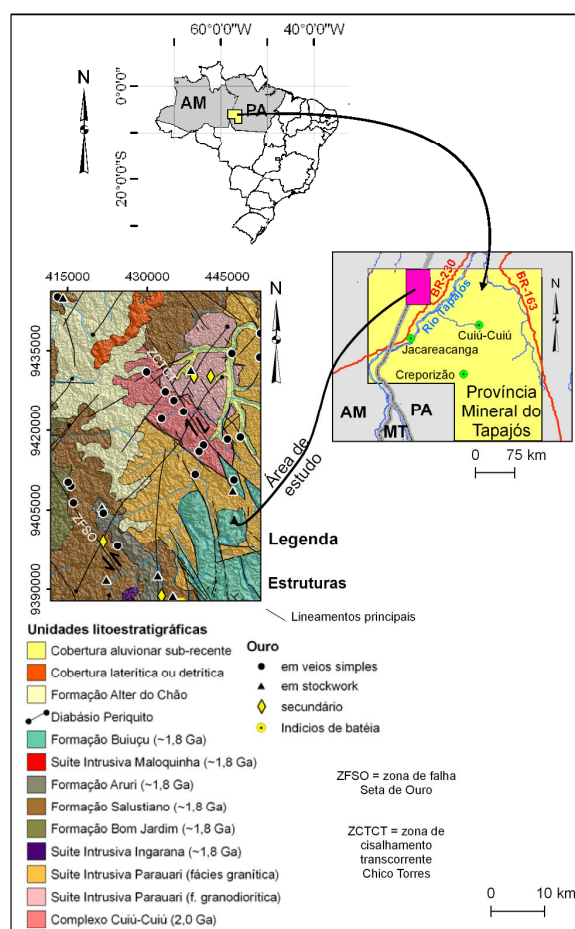 60°0'0"W 40°0'0"W
N
0°0'0"
AM
PA
20°0'0"S
4415000 430000 4445000
N
9435000
9420000
9405000
9390000
ZCTCT
ZFSO
Área de
estudo
N
BR-230
BR-163
Rio Tapajós
Cuiú-Cuiú
Jacareacanga
Creporizão
Província
Mineral do
Tapajós
AM
PA
MT
0 75 km
Legenda
Estruturas
Lineamentos principais
Unidades litoestratigráficas
Cobertura aluvionar sub-recente
Cobertura laterítica ou detrítica
Formação Alter do Chão
Diabásio Periquito
Formação Buiuçu (~1,8 Ga)
Suite Intrusiva Maloquinha (~1,8 Ga)
Formação Aruri (~1,8 Ga)
Formação Salustiano (~1,8 Ga)
Formação Bom Jardim (~1,8 Ga)
Suíte Intrusiva Ingarana (~1,8 Ga)
Suíte Intrusiva Parauari (fácies granítica)
Suíte Intrusiva Parauari (f. granodiorítica)
Complexo Cuiú-Cuiú (2,0 Ga)
Ouro
em veios simples
em stockwork
secundário
Indícios de batéia
ZFSO = zona de falha
Seta de Ouro
ZCTCT = zona de
cisalhamento
transcorrente
Chico Torres
0 10 km